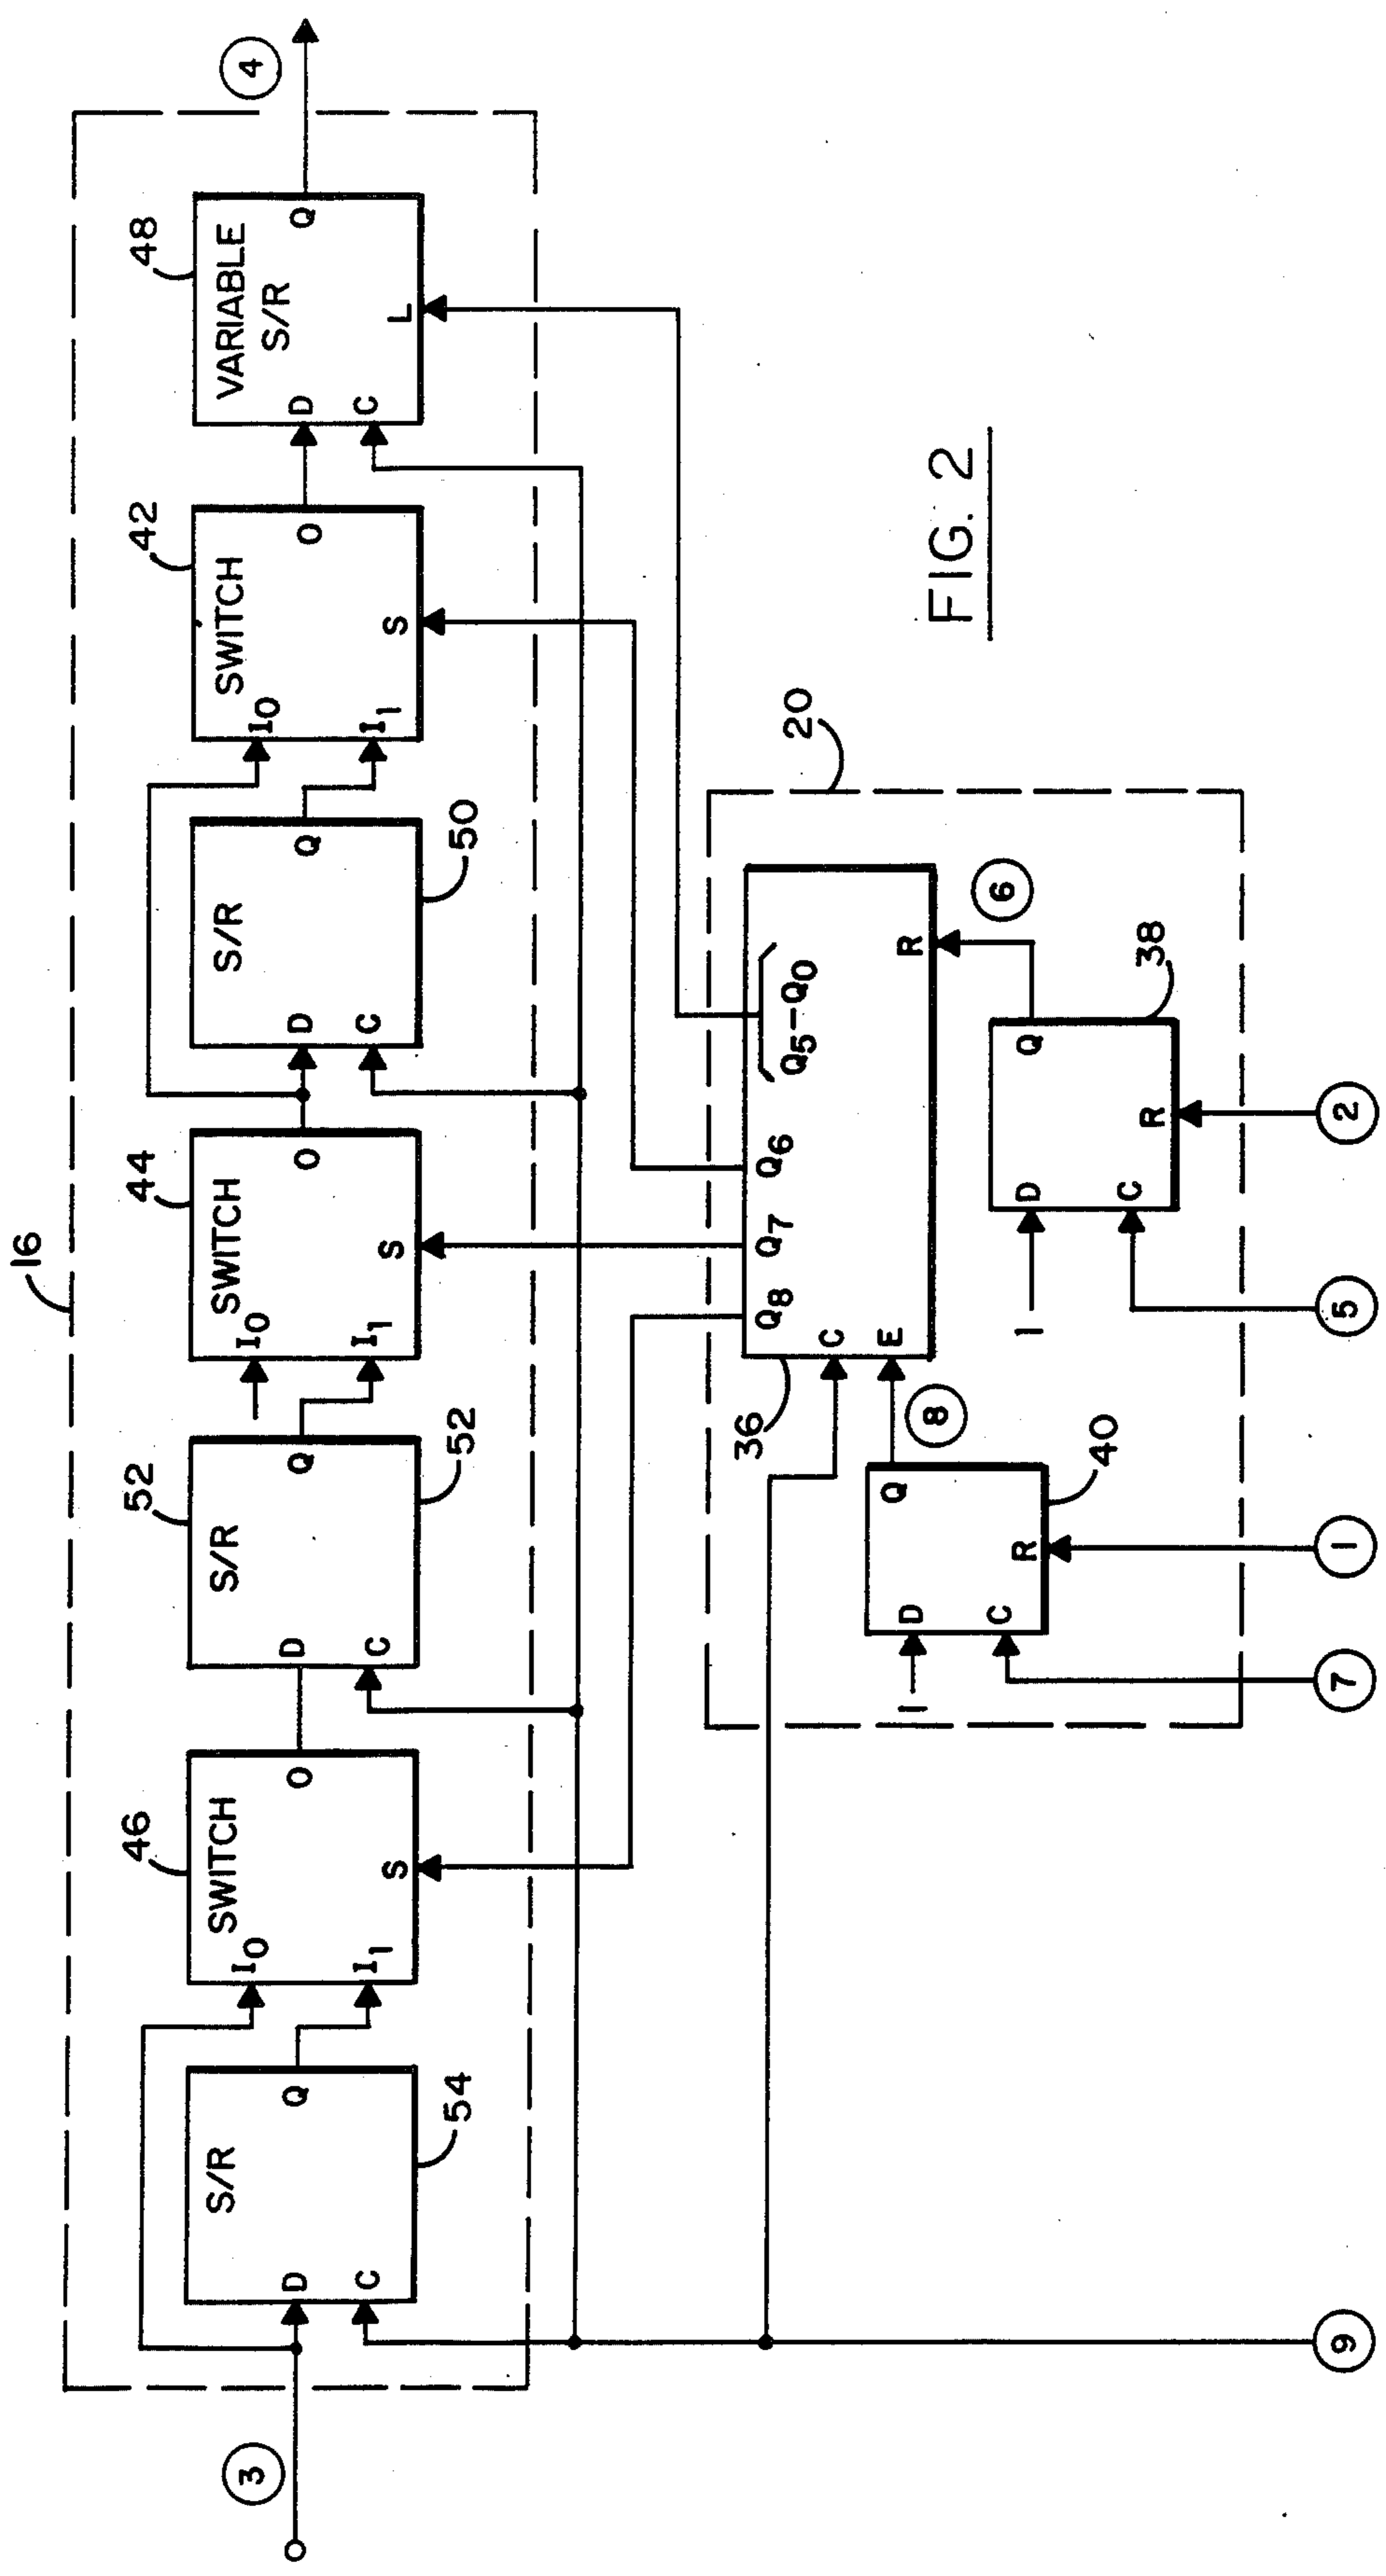 16
3
S/R
D
C
Q
54
46
SWITCH
I0
I1
O
S
52
S/R
D
C
Q
52
44
SWITCH
I0
I1
O
S
S/R
D
C
Q
50
42
SWITCH
I0
I1
O
S
48
VARIABLE
S/R
D
C
L
Q
4
20
36
Q8
Q7
Q6
Q5-Q0
C
E
R
8
6
1
D
C
Q
R
40
1
D
C
Q
R
38
9
7
1
5
2
FIG. 2